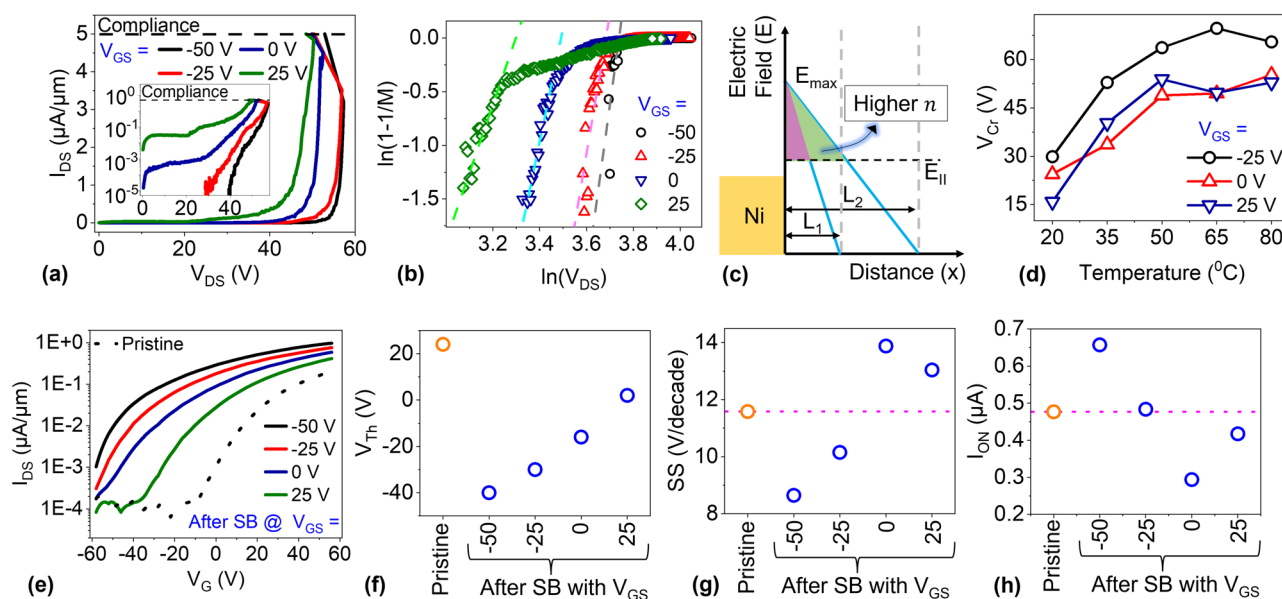 Compliance
V_GS =
-50 V
0 V
-25 V
25 V
Compliance
10^0
10^-1
10^-3
10^-5
0
20
40
5
4
3
2
1
0
I_DS (µA/µm)
0
20
40
60
V_DS (V)
(a)
0.0
-0.5
-1.0
-1.5
ln(1-1/M)
V_GS =
-50
-25
0
25
3.2
3.4
3.6
3.8
4.0
ln(V_DS)
(b)
Electric
Field (E)
E_max
Higher n
E_II
Ni
L_1
L_2
Distance (x)
(c)
75
60
45
30
15
V_Cr (V)
V_GS =
-25 V
0 V
25 V
20
35
50
65
80
Temperature (^0C)
(d)
1E+0
1E-1
1E-2
1E-3
1E-4
I_DS (µA/µm)
Pristine
-50 V
-25 V
0 V
25 V
After SB @ V_GS =
-60
-40
-20
0
20
40
60
V_G (V)
(e)
20
0
-20
-40
V_Th (V)
Pristine
-50
-25
0
25
After SB with V_GS
(f)
14
12
10
8
SS (V/decade)
Pristine
-50
-25
0
25
After SB with V_GS
(g)
0.8
0.7
0.5
0.3
0.2
I_ON (µA)
Pristine
-50
-25
0
25
After SB with V_GS
(h)